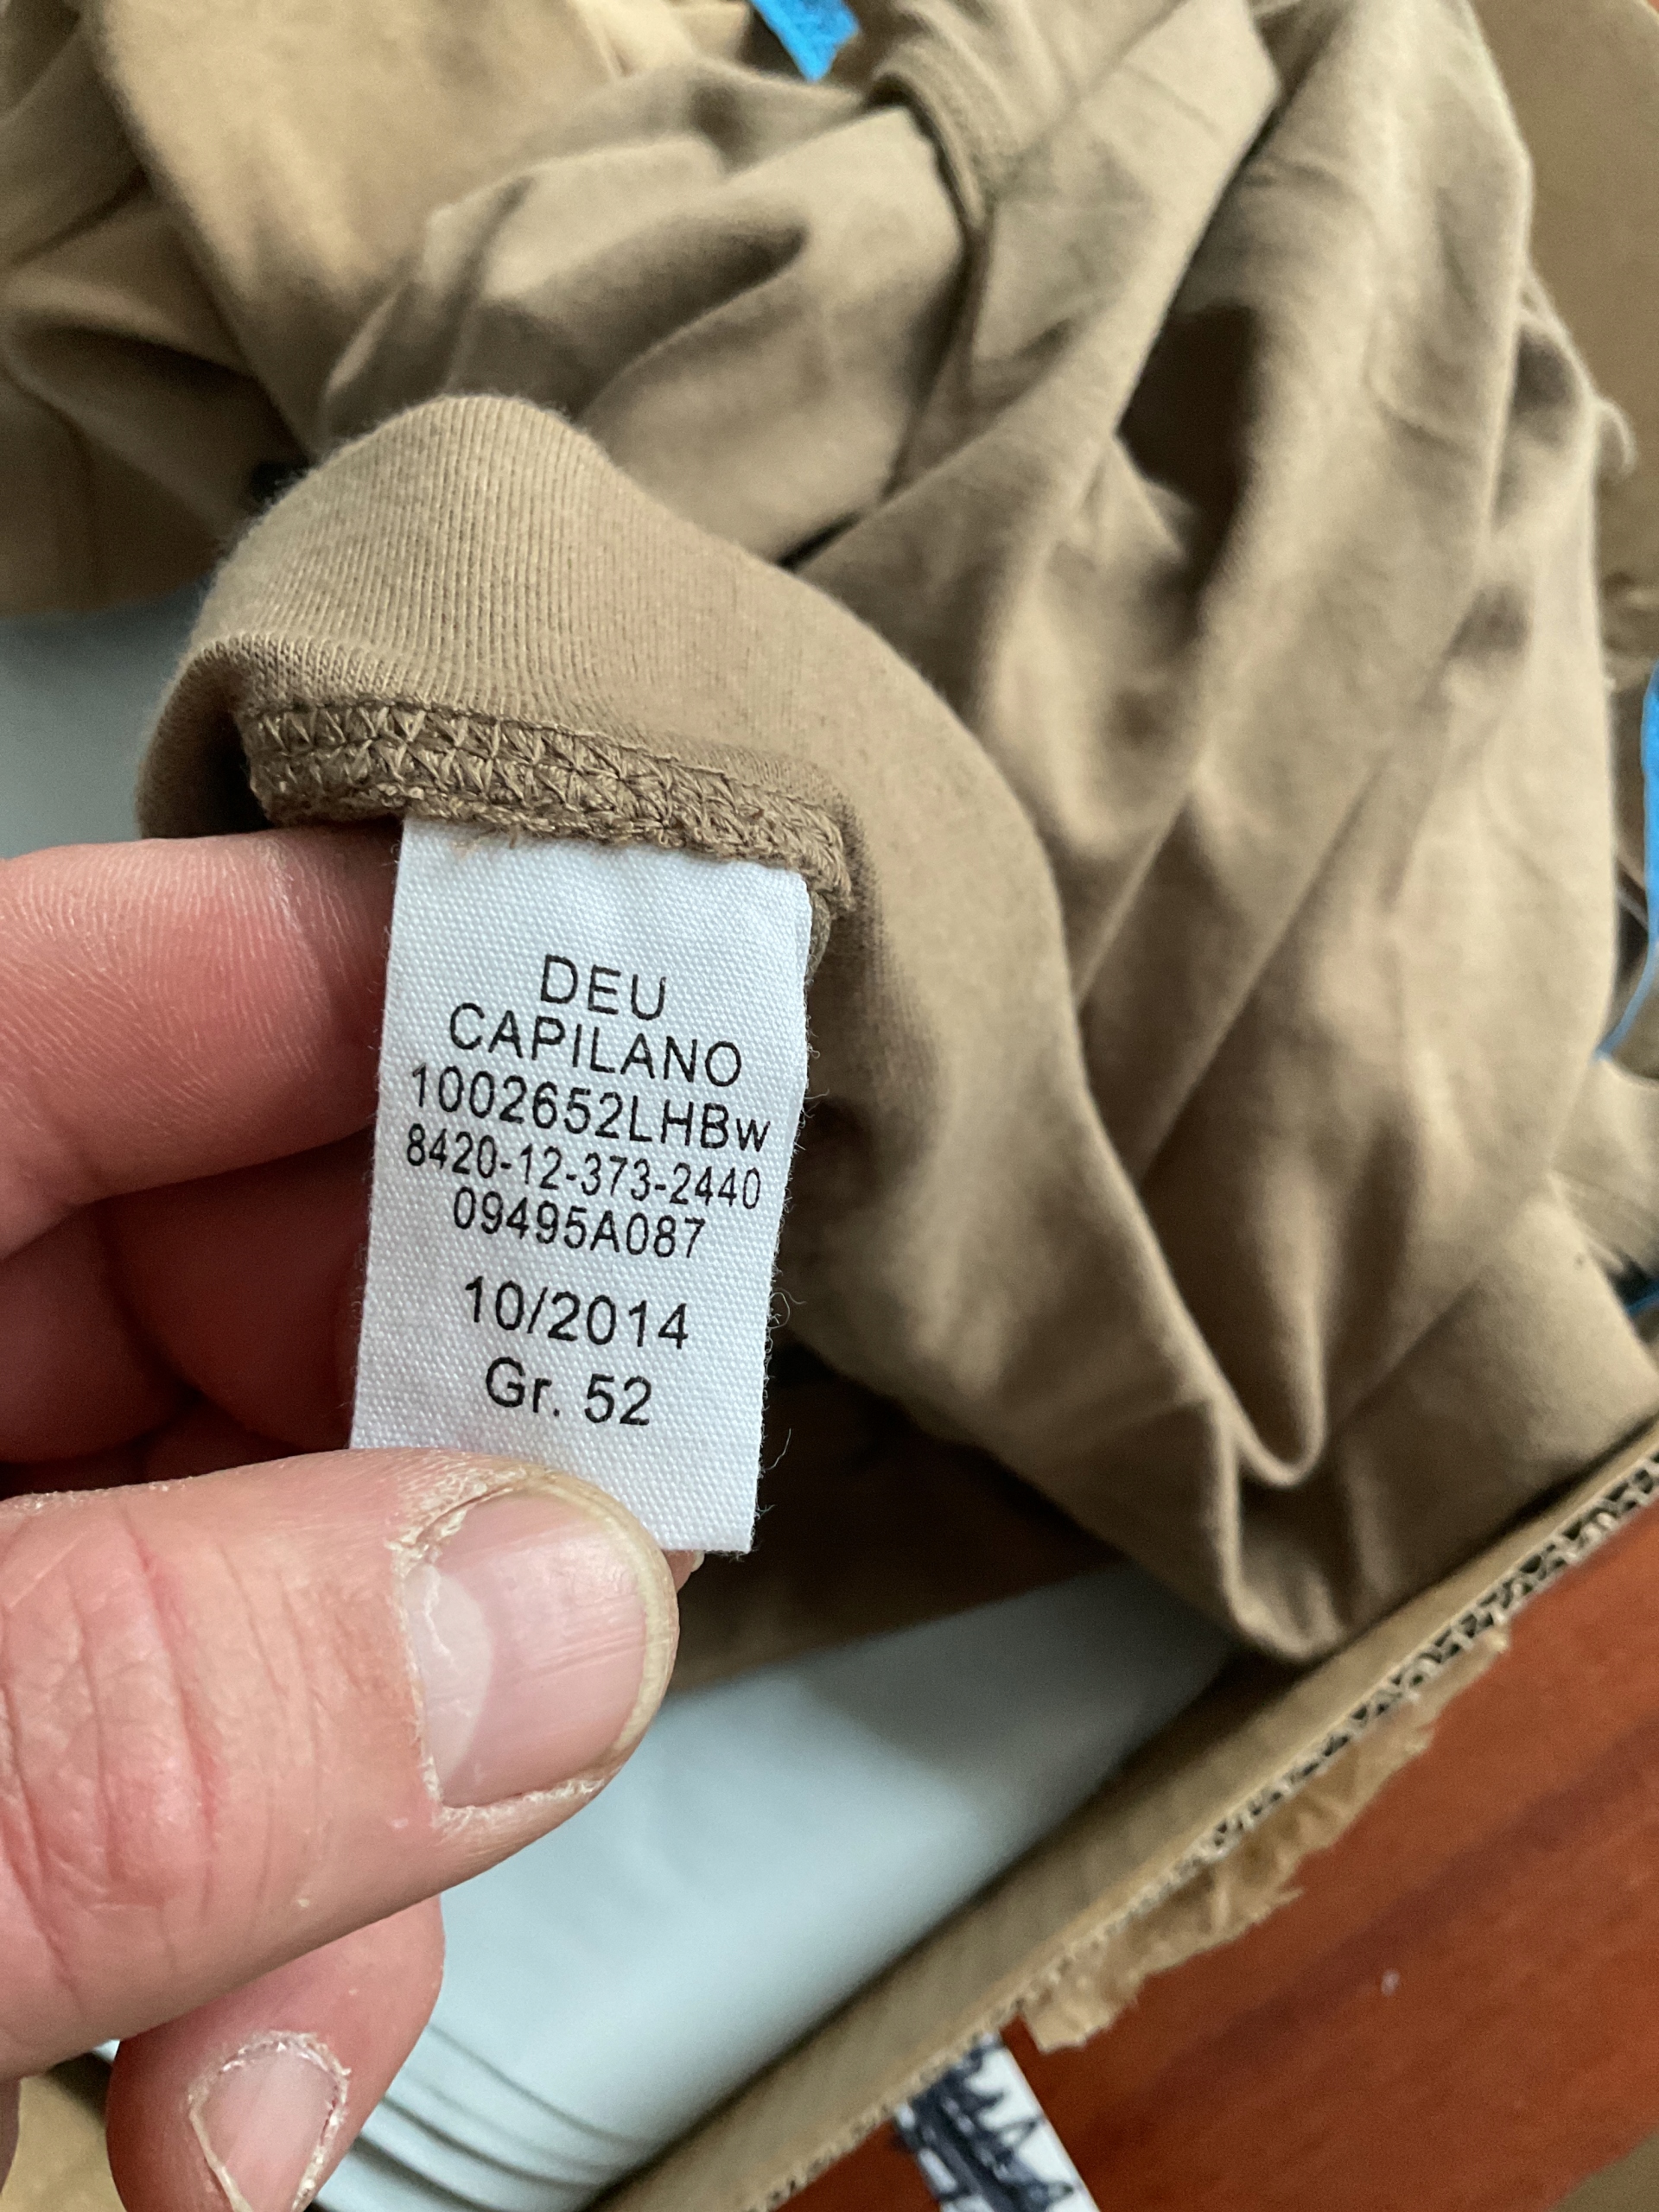 DEU
CAPILANO
1002652LHBw
8420-12-373-2440
09495A087
10/2014
Gr. 52